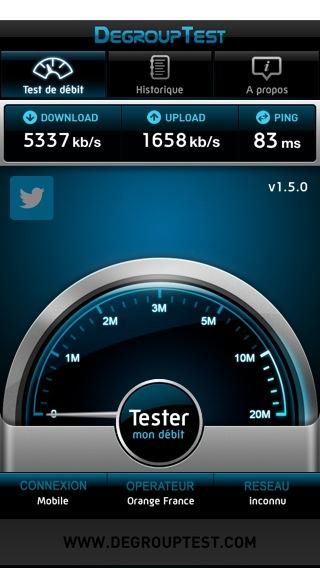 DEGROUPTEST
Test de débit
Historique
A propos
DOWNLOAD
5337 kb/s
UPLOAD
1658 kb/s
PING
83 ms
v1.5.0
0
1M
2M
3M
5M
10M
20M
Tester
mon débit
CONNEXION
Mobile
OPERATEUR
Orange France
RESEAU
inconnu
WWW.DEGROUPTEST.COM